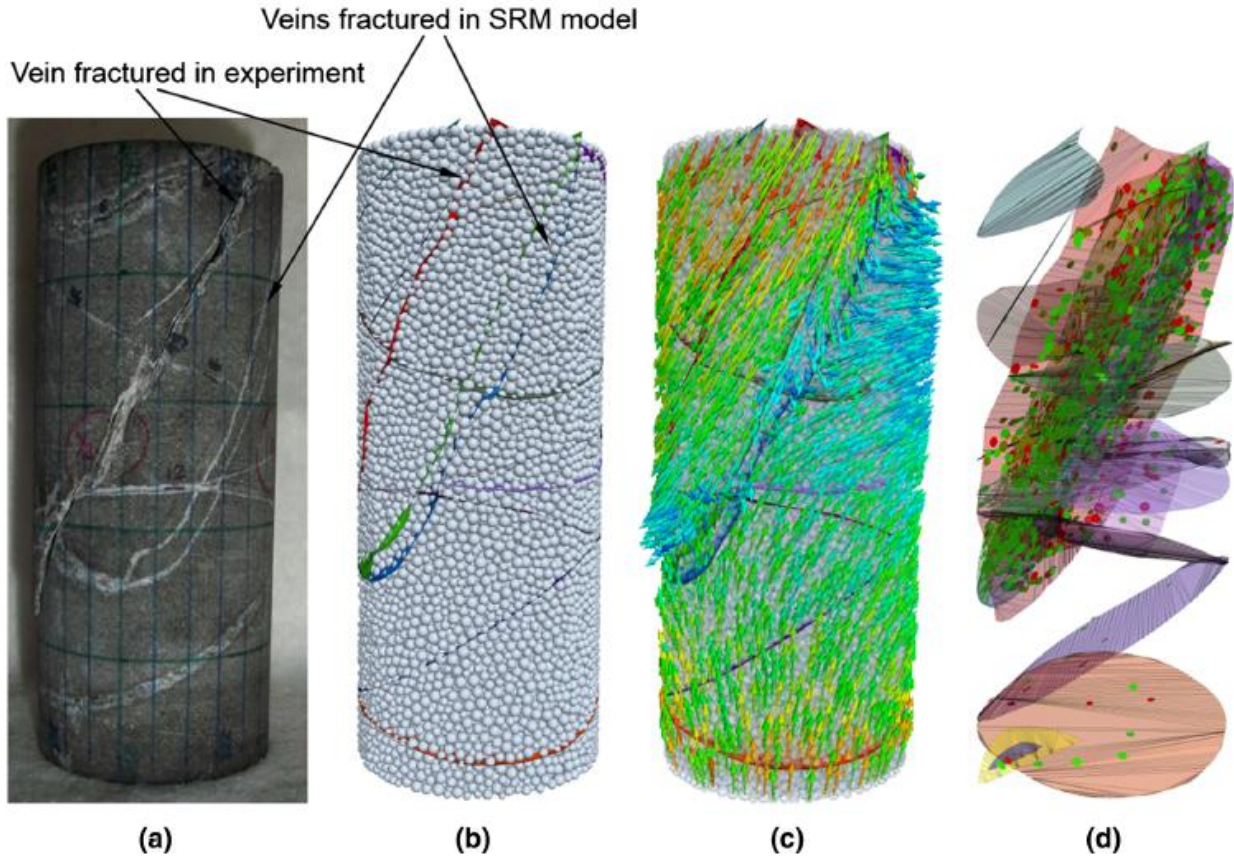 Veins fractured in SRM model
Vein fractured in experiment
(a)
(b)
(c)
(d)